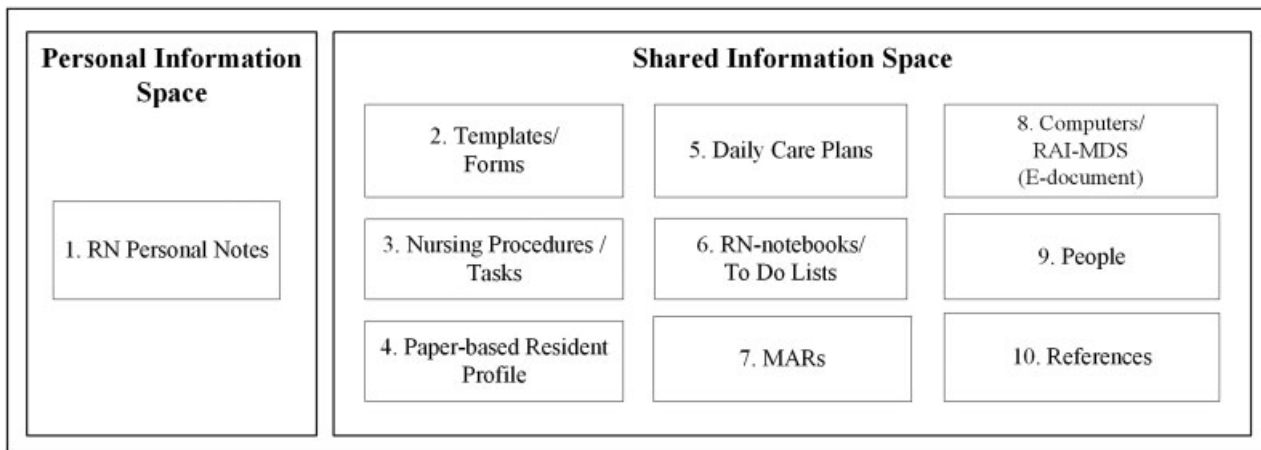 Personal Information
Space
1. RN Personal Notes
Shared Information Space
2. Templates/
Forms
3. Nursing Procedures /
Tasks
4. Paper-based Resident
Profile
5. Daily Care Plans
6. RN-notebooks/
To Do Lists
7. MARs
8. Computers/
RAI-MDS
(E-document)
9. People
10. References